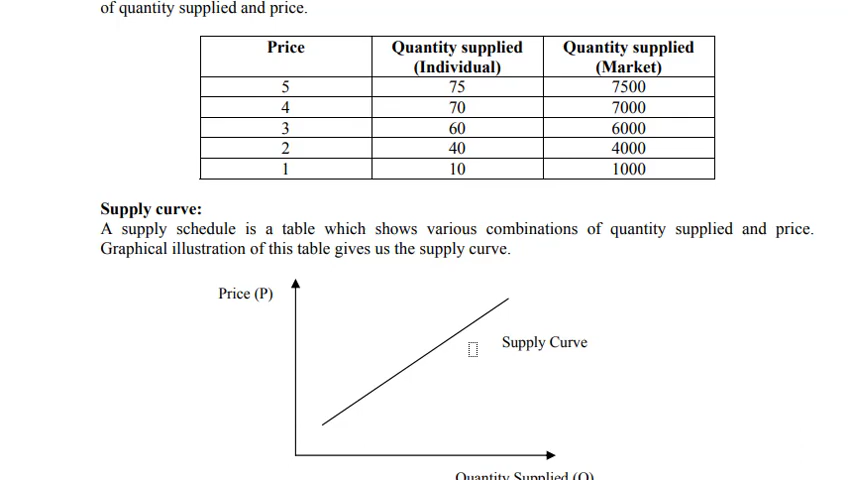 of quantity supplied and price.
Price Quantity supplied Quantity supplied
(Individual) (Market)
5 75 7500
4 70 7000
3 60 6000
2 40 4000
1 10 1000
Supply curve:
A supply schedule is a table which shows various combinations of quantity supplied and price.
Graphical illustration of this table gives us the supply curve.
Price (P)
Supply Curve
Quantity Supplied (Q)